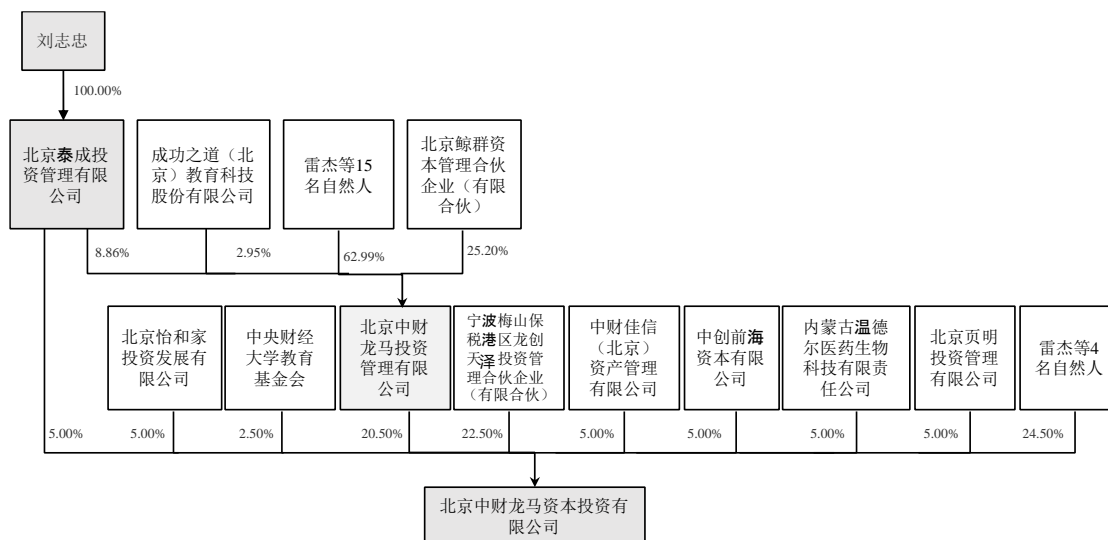 刘志忠
100.00%
北京泰成投
资管理有限
公司
成功之道（北
京）教育科技
股份有限公司
雷杰等15
名自然人
北京鲸群资
本管理合伙
企业（有限
合伙）
8.86%
2.95%
62.99%
25.20%
北京怡和家
投资发展有
限公司
中央财经
大学教育
基金会
北京中财
龙马投资
管理有限
公司
宁波梅山保
税港区龙创
天泽投资管
理合伙企业
（有限合伙）
中财佳信
（北京）
资产管理
有限公司
中创前海
资本有限
公司
内蒙古温德
尔医药生物
科技有限责
任公司
北京页明
投资管理
有限公司
雷杰等4
名自然人
5.00%
5.00%
2.50%
20.50%
22.50%
5.00%
5.00%
5.00%
5.00%
24.50%
北京中财龙马资本投资有
限公司